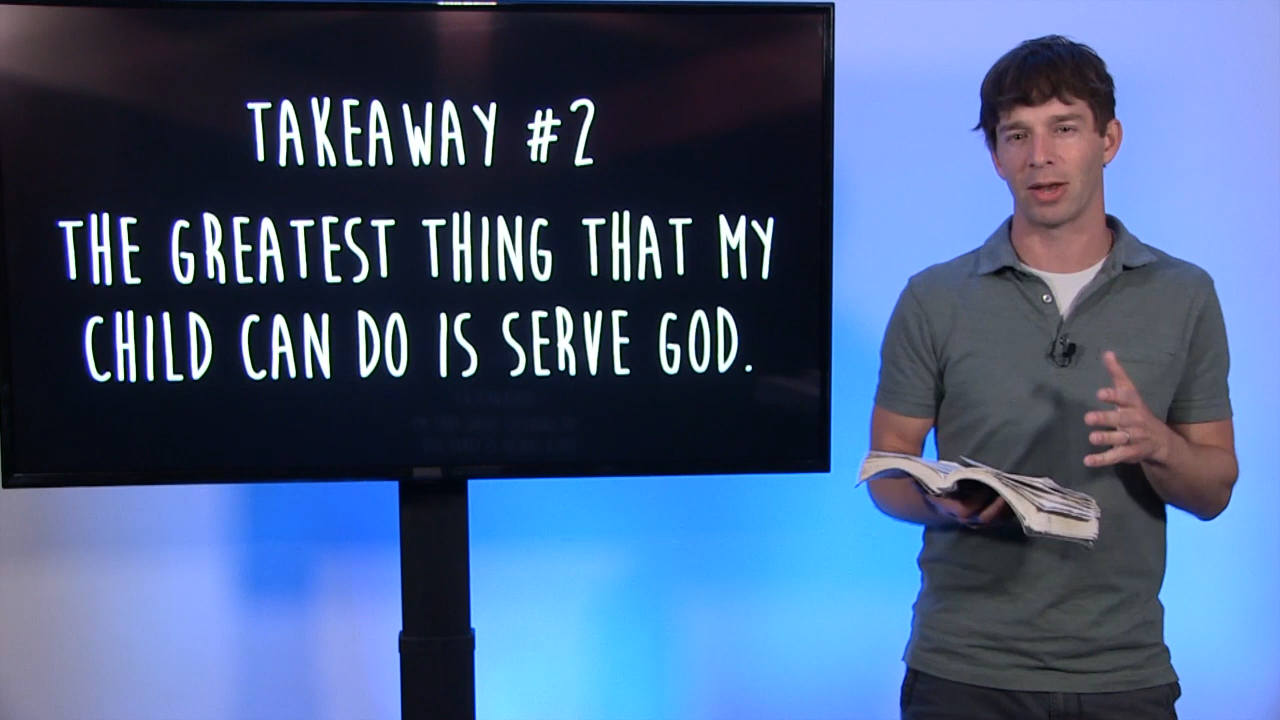 TAKEAWAY #2
THE GREATEST THING THAT MY
CHILD CAN DO IS SERVE GOD.